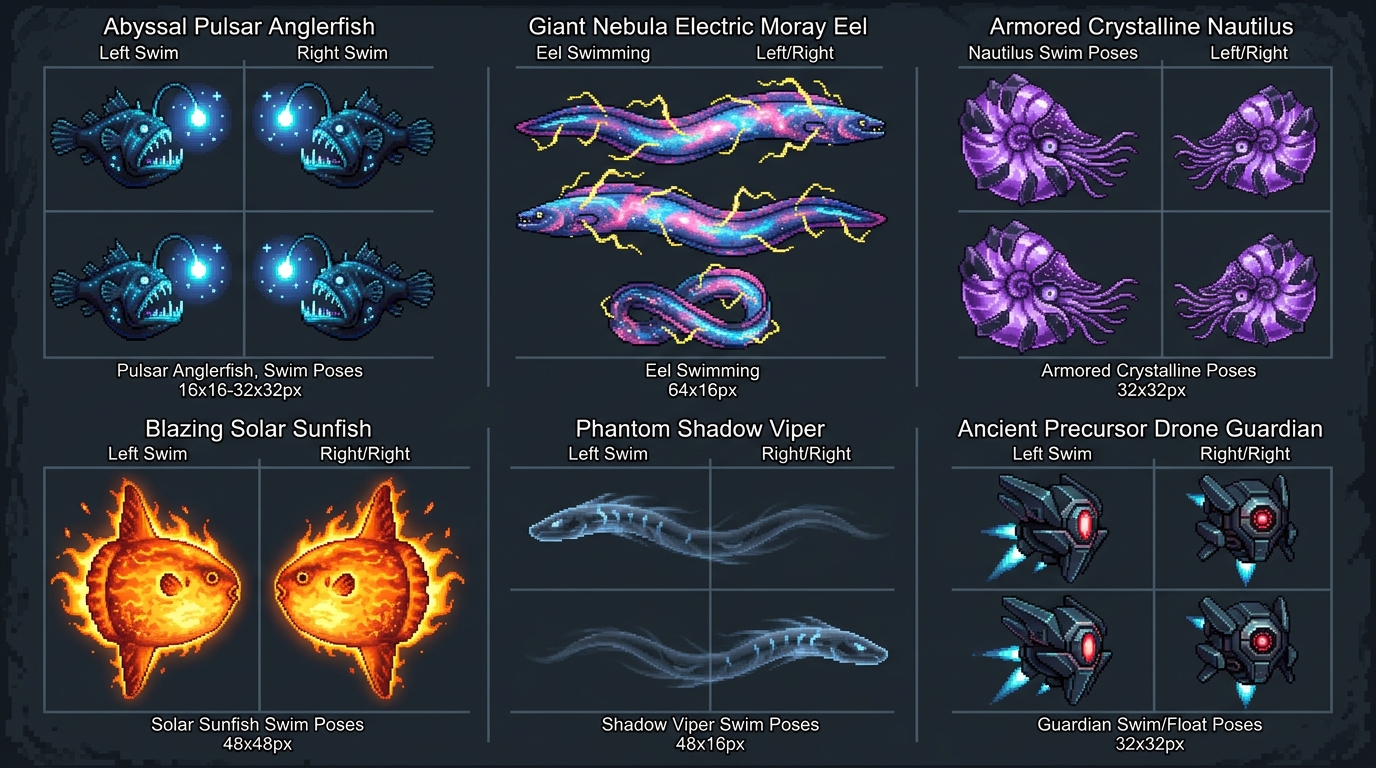 Abyssal Pulsar Anglerfish
Left Swim
Right Swim
Pulsar Anglerfish, Swim Poses
16x16-32x32px
Giant Nebula Electric Moray Eel
Eel Swimming
Left/Right
Eel Swimming
64x16px
Armored Crystalline Nautilus
Nautilus Swim Poses
Left/Right
Armored Crystalline Poses
32x32px
Blazing Solar Sunfish
Left Swim
Right/Right
Solar Sunfish Swim Poses
48x48px
Phantom Shadow Viper
Left Swim
Right/Right
Shadow Viper Swim Poses
48x16px
Ancient Precursor Drone Guardian
Left Swim
Right/Right
Guardian Swim/Float Poses
32x32px